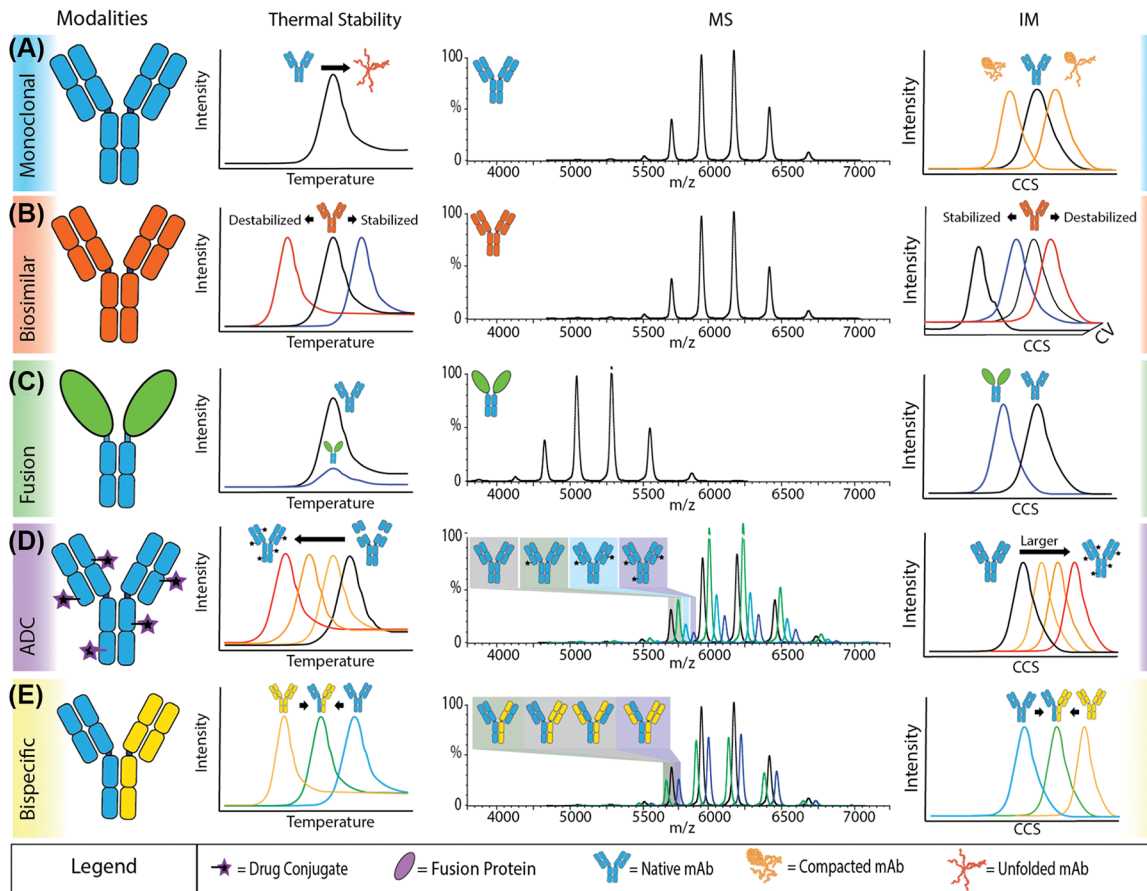 Modalities Thermal Stability MS IM
(A)
Monoclonal
Intensity
Temperature
100
%
0
4000 5000 5500 6000 6500 7000
m/z
Intensity
CCS
(B)
Biosimilar
Intensity
Destabilized Stabilized
Temperature
100
%
0
4000 5000 5500 6000 6500 7000
m/z
Intensity
Stabilized Destabilized
CCS
CV
(C)
Fusion
Intensity
Temperature
100
%
0
4000 5000 5500 6000 6500 7000
m/z
Intensity
CCS
(D)
ADC
Intensity
Temperature
100
%
0
4000 5000 5500 6000 6500 7000
m/z
Intensity
Larger
CCS
(E)
Bispecific
Intensity
Temperature
100
%
0
4000 5000 5500 6000 6500 7000
m/z
Intensity
CCS
Legend = Drug Conjugate = Fusion Protein = Native mAb = Compacted mAb = Unfolded mAb